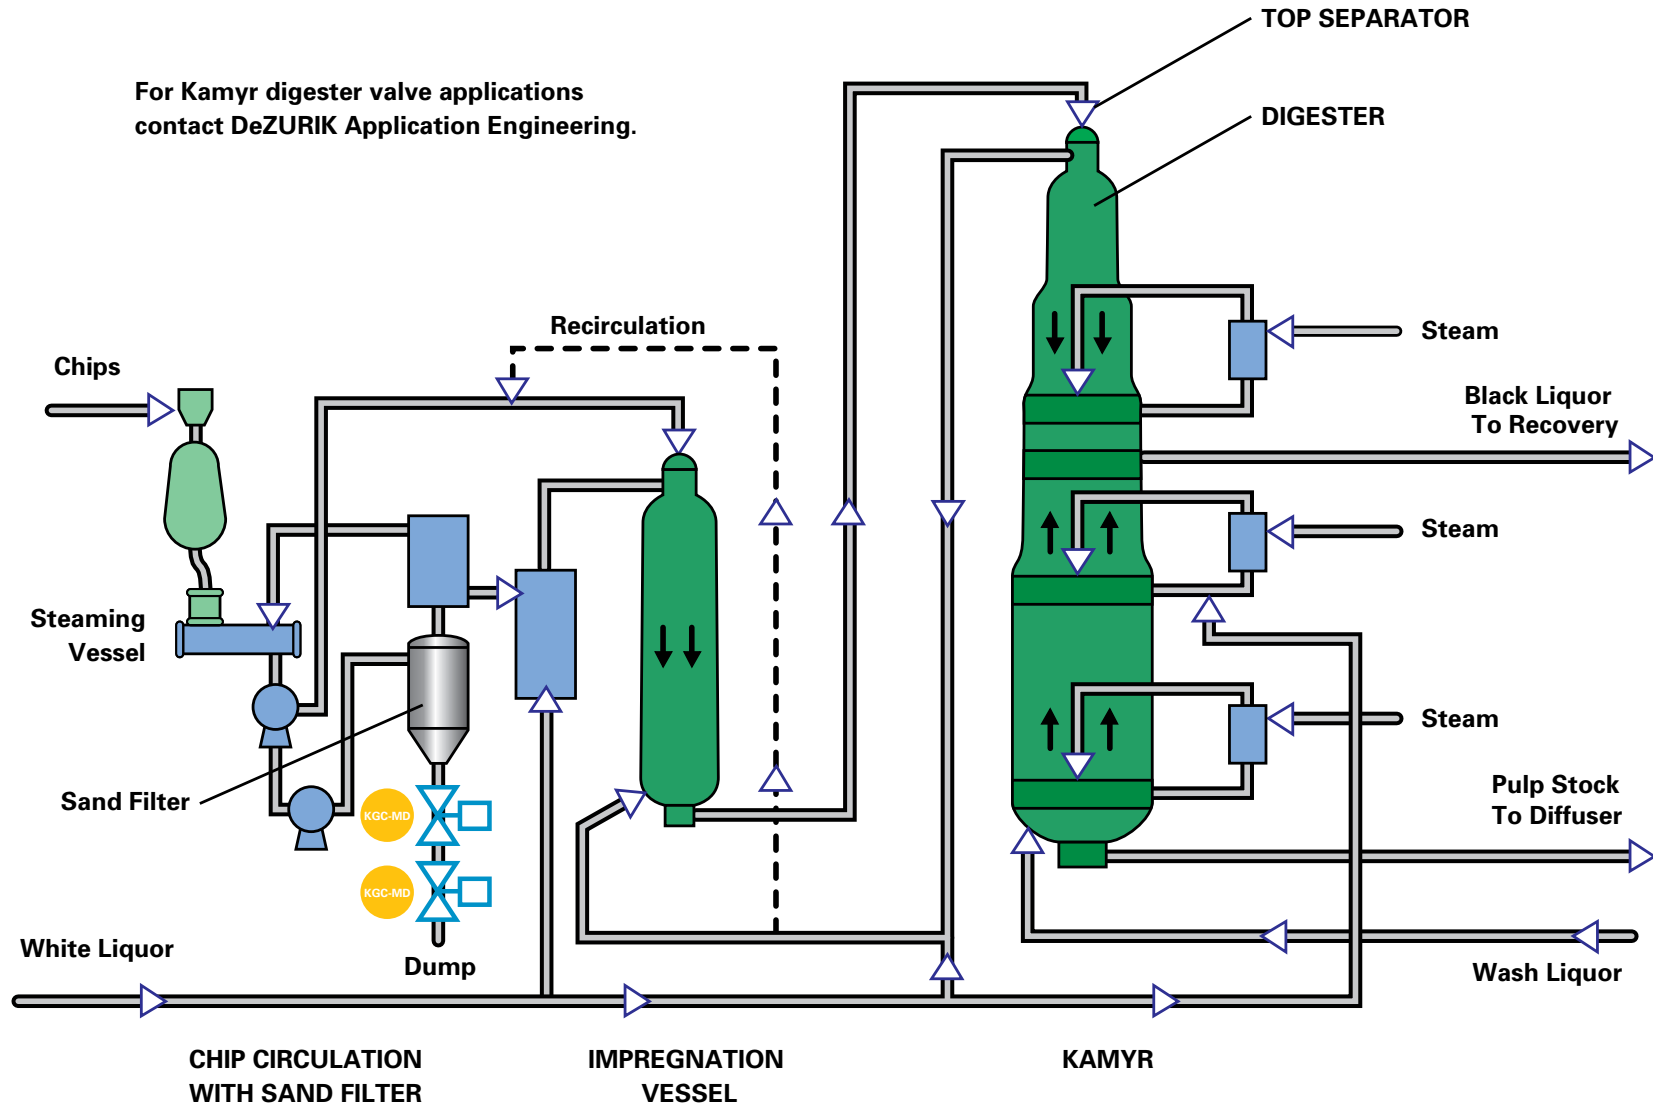 TOP SEPARATOR
For Kamyr digester valve applications
contact DeZURIK Application Engineering.
DIGESTER
Recirculation
Steam
Chips
Black Liquor
To Recovery
Steam
Steaming
Vessel
Steam
Sand Filter
Pulp Stock
To Diffuser
KGC-MD
KGC-MD
White Liquor
Dump
Wash Liquor
CHIP CIRCULATION
WITH SAND FILTER
IMPREGNATION
VESSEL
KAMYR